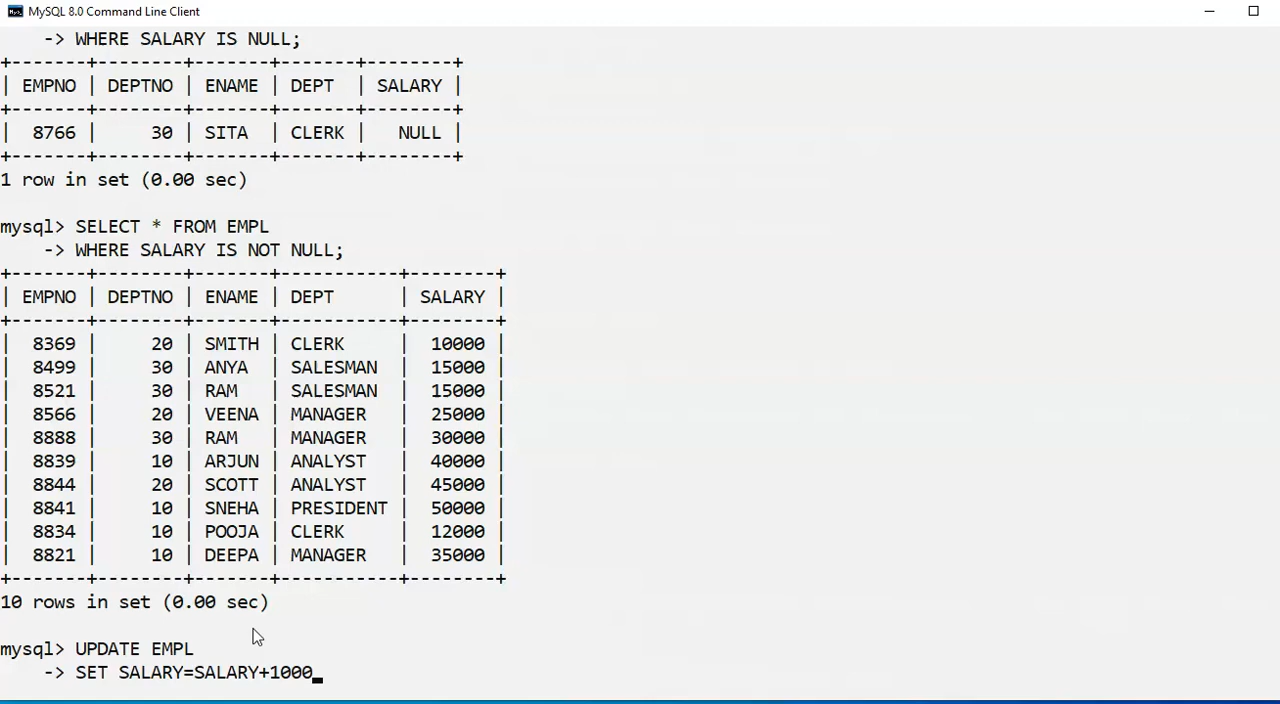 MySQL 8.0 Command Line Client
    -> WHERE SALARY IS NULL;
+-------+--------+-------+-------+--------+
| EMPNO | DEPTNO | ENAME | DEPT  | SALARY |
+-------+--------+-------+-------+--------+
|  8766 |     30 | SITA  | CLERK |   NULL |
+-------+--------+-------+-------+--------+
1 row in set (0.00 sec)
mysql> SELECT * FROM EMPL
    -> WHERE SALARY IS NOT NULL;
+-------+--------+-------+-----------+--------+
| EMPNO | DEPTNO | ENAME | DEPT      | SALARY |
+-------+--------+-------+-----------+--------+
|  8369 |     20 | SMITH | CLERK     |  10000 |
|  8499 |     30 | ANYA  | SALESMAN  |  15000 |
|  8521 |     30 | RAM   | SALESMAN  |  15000 |
|  8566 |     20 | VEENA | MANAGER   |  25000 |
|  8888 |     30 | RAM   | MANAGER   |  30000 |
|  8839 |     10 | ARJUN | ANALYST   |  40000 |
|  8844 |     20 | SCOTT | ANALYST   |  45000 |
|  8841 |     10 | SNEHA | PRESIDENT |  50000 |
|  8834 |     10 | POOJA | CLERK     |  12000 |
|  8821 |     10 | DEEPA | MANAGER   |  35000 |
+-------+--------+-------+-----------+--------+
10 rows in set (0.00 sec)
mysql> UPDATE EMPL
    -> SET SALARY=SALARY+1000_